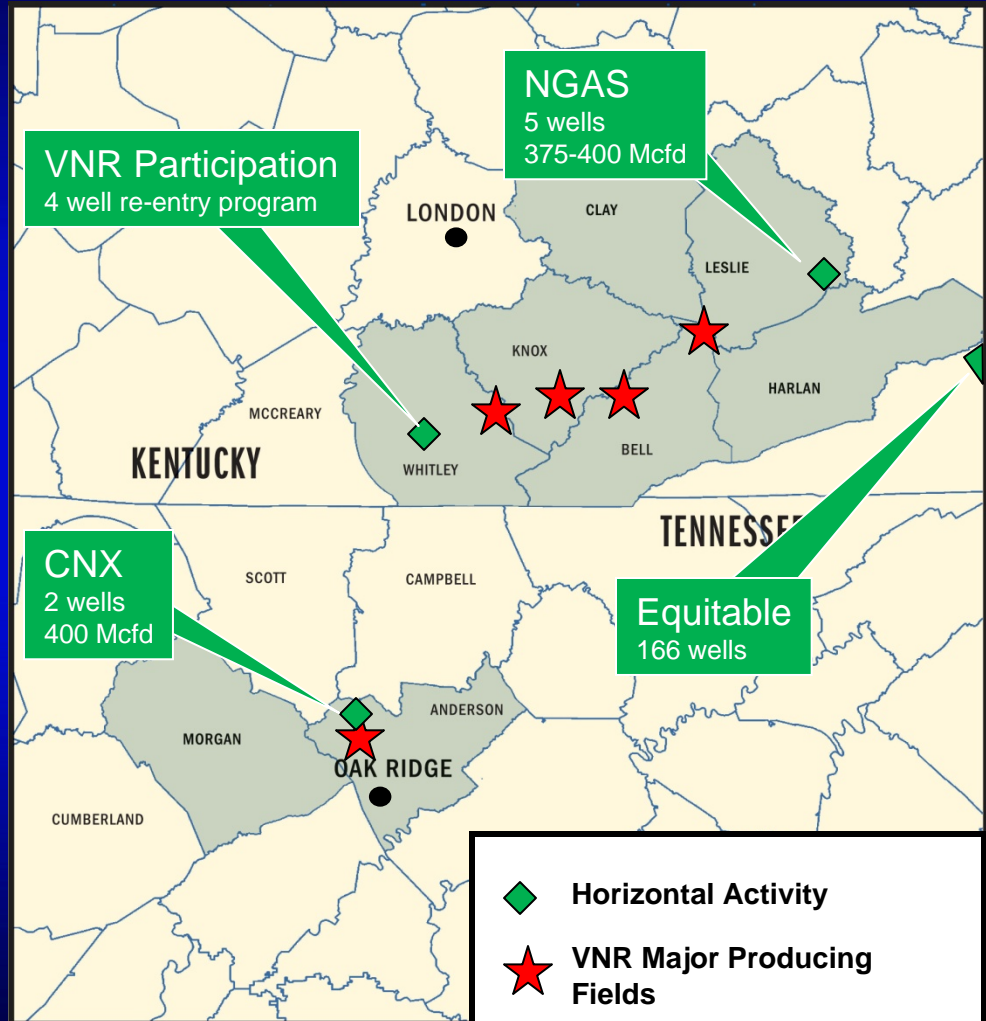 NGAS
5 wells
375-400 Mcfd
VNR Participation
4 well re-entry program
LONDON
CLAY
LESLIE
KNOX
HARLAN
MCCREARY
BELL
KENTUCKY
WHITLEY
TENNESSE
CNX
2 wells
400 Mcfd
SCOTT
CAMPBELL
Equitable
166 wells
ANDERSON
MORGAN
OAK RIDGE
CUMBERLAND
Horizontal Activity
VNR Major Producing
Fields